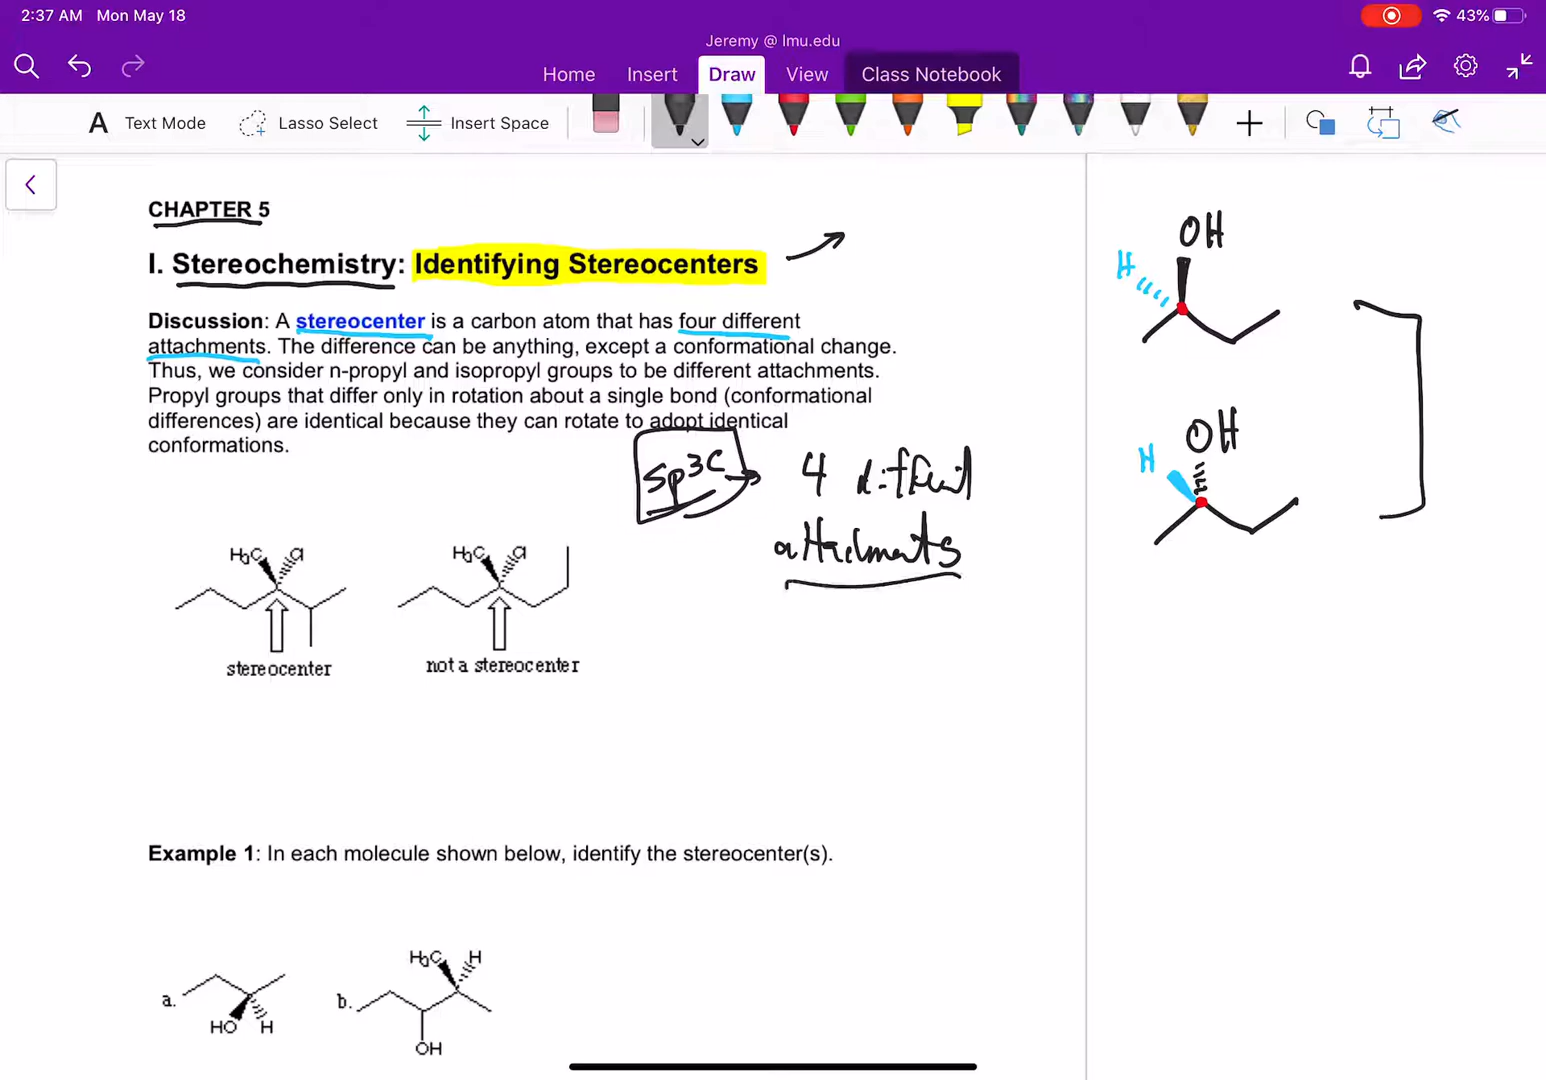 2:37 AM Mon May 18
43%
Jeremy @ lmu.edu
Home Insert Draw View Class Notebook
A Text Mode Lasso Select Insert Space
CHAPTER 5
I. Stereochemistry: Identifying Stereocenters
Discussion: A stereocenter is a carbon atom that has four different
attachments. The difference can be anything, except a conformational change.
Thus, we consider n-propyl and isopropyl groups to be different attachments.
Propyl groups that differ only in rotation about a single bond (conformational
differences) are identical because they can rotate to adopt identical
conformations.
sp³C 4 different
attachments
H₃C Cl
stereocenter
H₃C Cl
not a stereocenter
OH
H
OH
H
Example 1: In each molecule shown below, identify the stereocenter(s).
a.
HO H
b.
H₃C H
OH